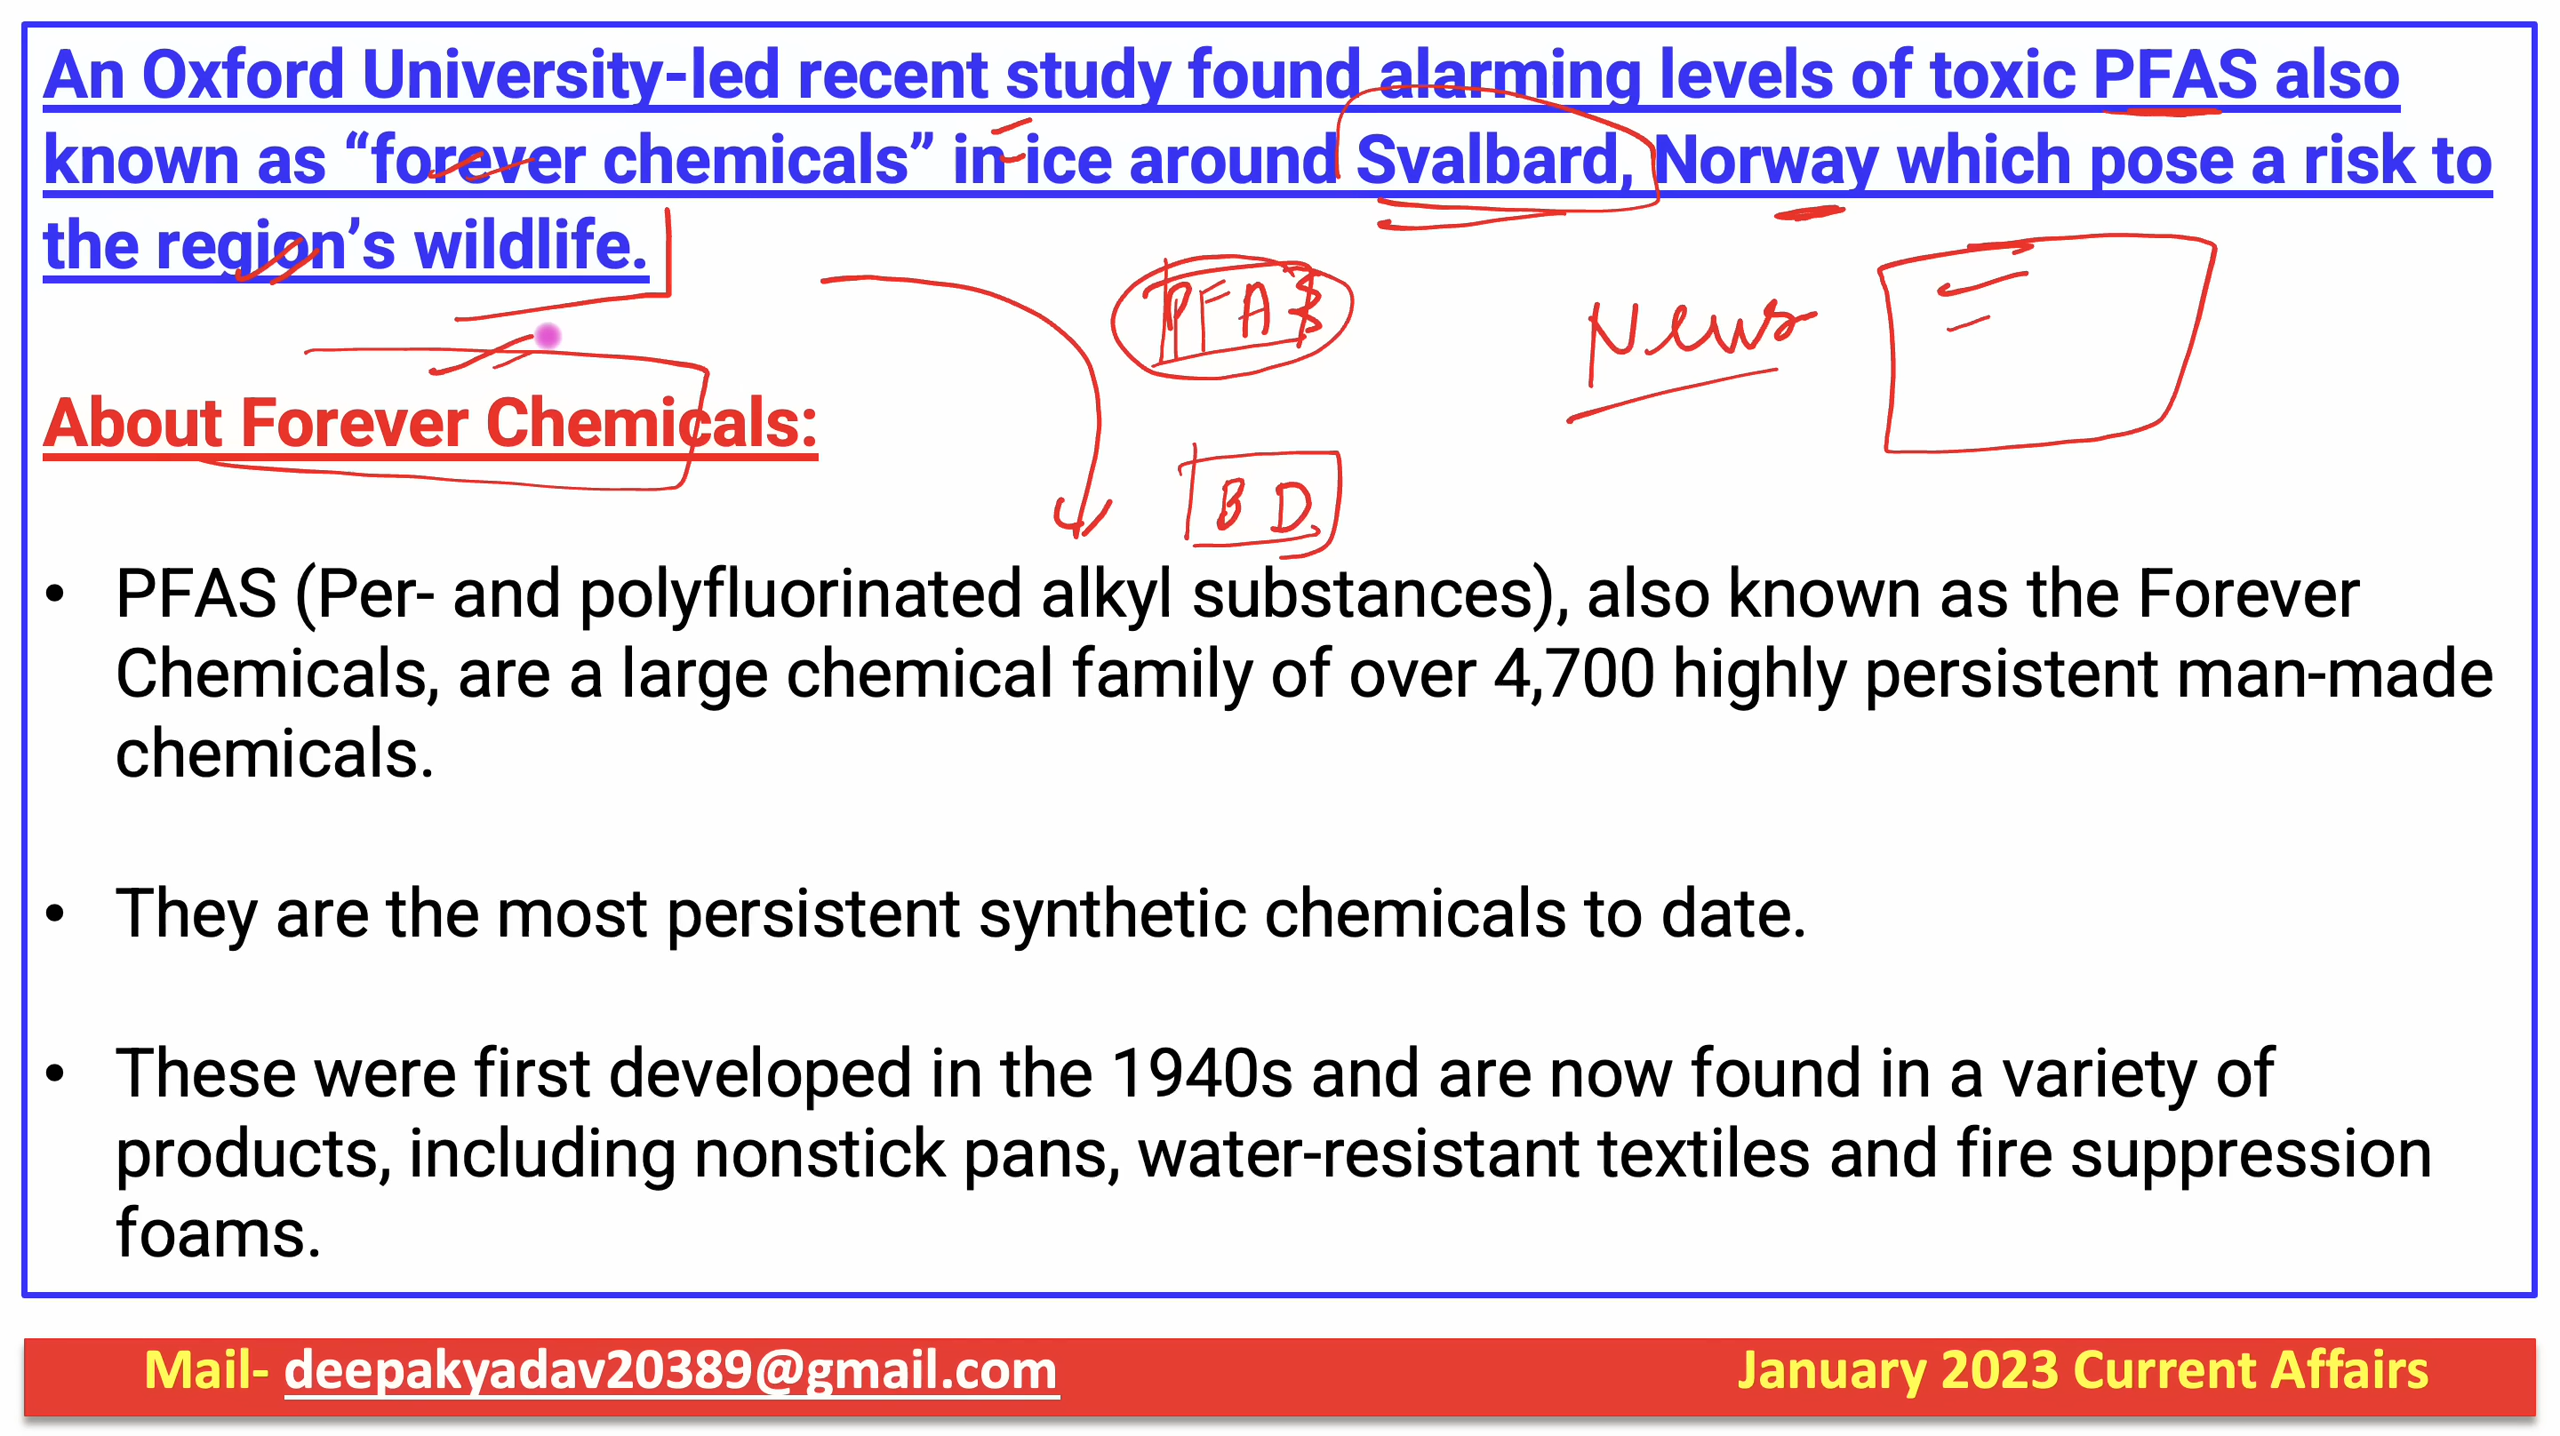 An Oxford University-led recent study found alarming levels of toxic PFAS also
known as “forever chemicals” in ice around Svalbard, Norway which pose a risk to
the region’s wildlife.
PFAS
News
About Forever Chemicals:
B D
• PFAS (Per- and polyfluorinated alkyl substances), also known as the Forever
Chemicals, are a large chemical family of over 4,700 highly persistent man-made
chemicals.
• They are the most persistent synthetic chemicals to date.
• These were first developed in the 1940s and are now found in a variety of
products, including nonstick pans, water-resistant textiles and fire suppression
foams.
Mail- deepakyadav20389@gmail.com
January 2023 Current Affairs